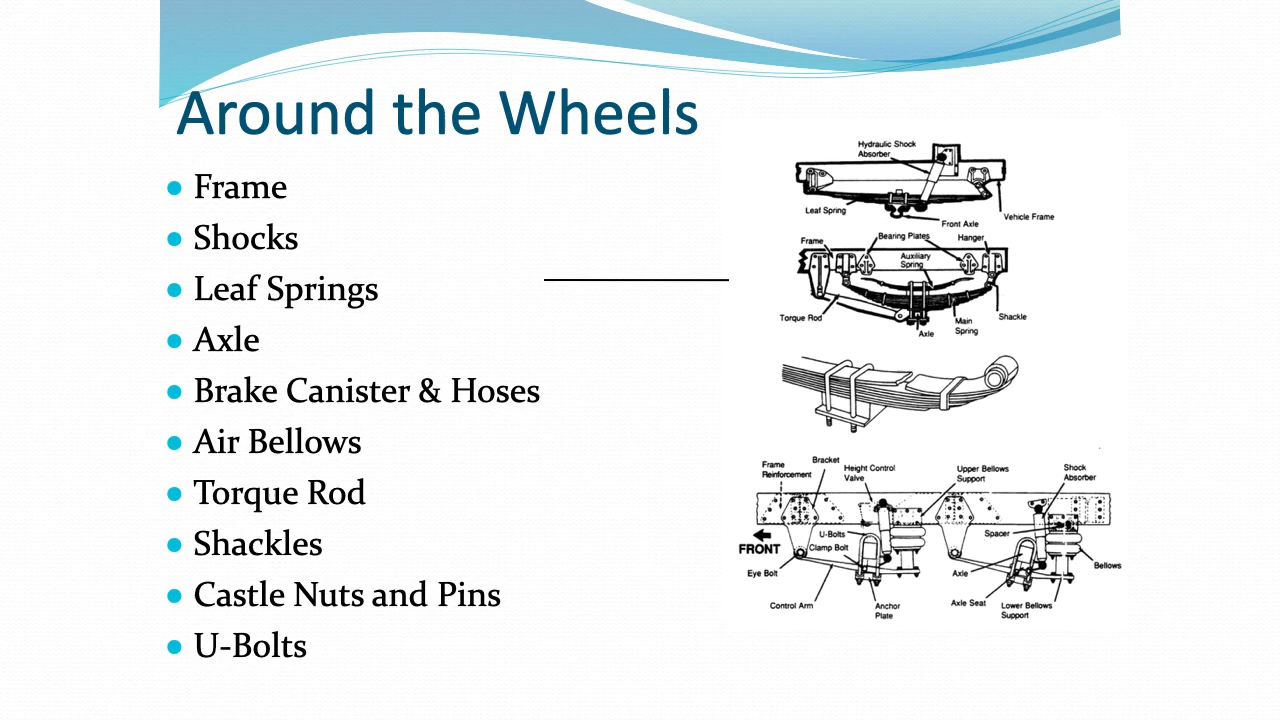 Around the Wheels
Frame
Shocks
Leaf Springs
Axle
Brake Canister & Hoses
Air Bellows
Torque Rod
Shackles
Castle Nuts and Pins
U-Bolts
Hydraulic Shock
Absorber
Leaf Spring
Front Axle
Vehicle Frame
Frame
Bearing Plates
Hanger
Auxiliary
Spring
Torque Rod
Axle
Main
Spring
Shackle
Frame
Reinforcement
Bracket
Height Control
Valve
Upper Bellows
Support
Shock
Absorber
U-Bolts
Clamp Bolt
Spacer
FRONT
Eye Bolt
Axle
Bellows
Control Arm
Anchor
Plate
Axle Seat
Lower Bellows
Support